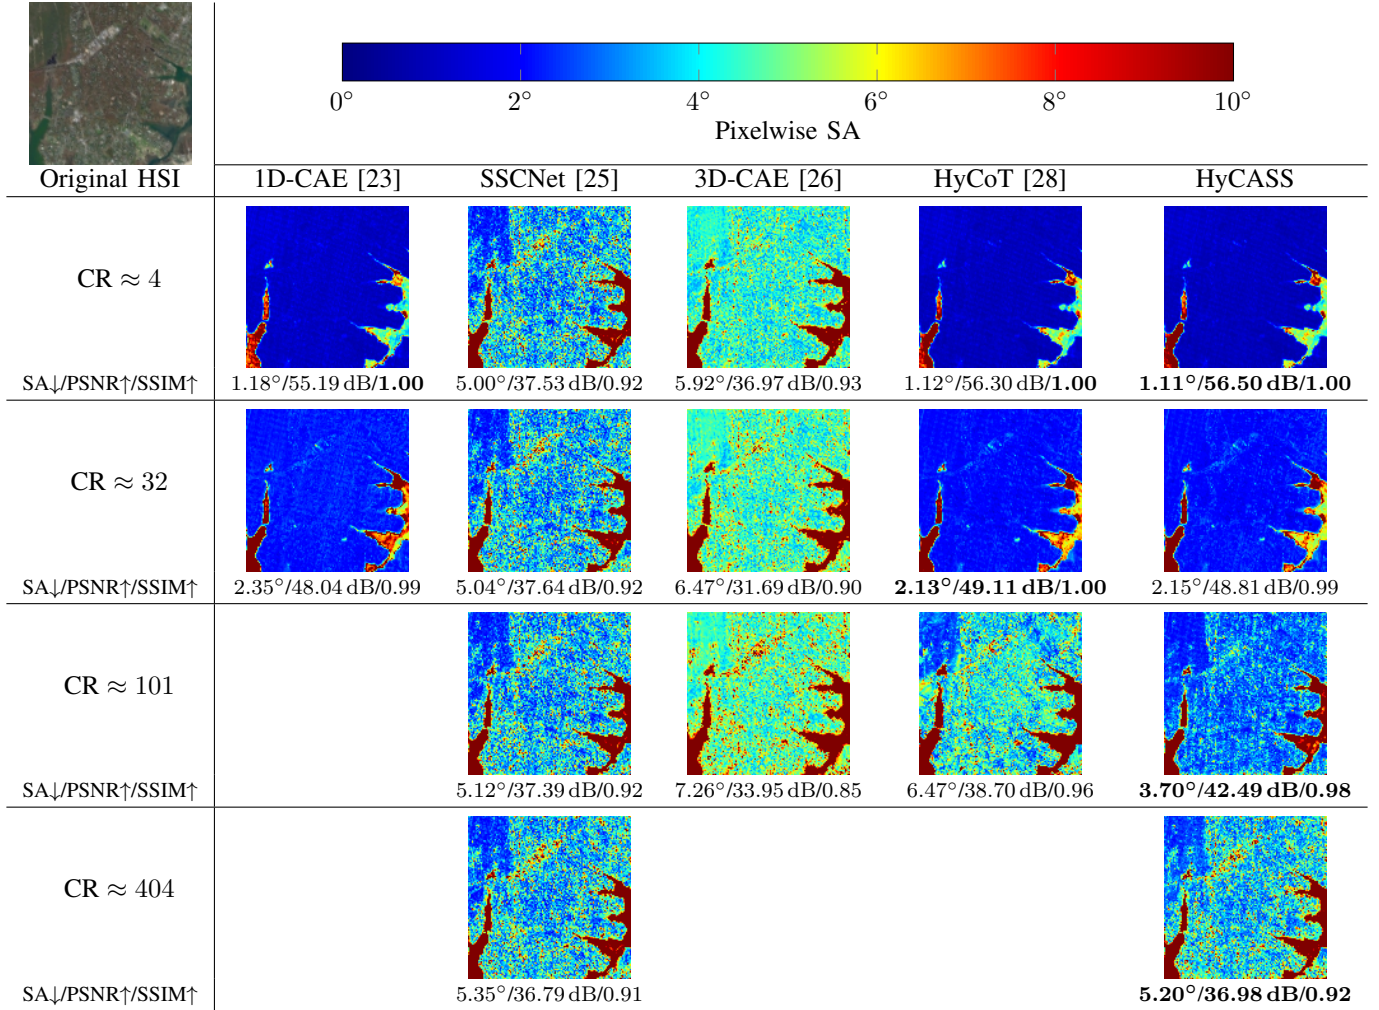 0° 2° 4° 6° 8° 10°
Pixelwise SA
Original HSI 1D-CAE [23] SSCNet [25] 3D-CAE [26] HyCoT [28] HyCASS
CR ≈ 4
SA↓/PSNR↑/SSIM↑ 1.18°/55.19 dB/1.00 5.00°/37.53 dB/0.92 5.92°/36.97 dB/0.93 1.12°/56.30 dB/1.00 1.11°/56.50 dB/1.00
CR ≈ 32
SA↓/PSNR↑/SSIM↑ 2.35°/48.04 dB/0.99 5.04°/37.64 dB/0.92 6.47°/31.69 dB/0.90 2.13°/49.11 dB/1.00 2.15°/48.81 dB/0.99
CR ≈ 101
SA↓/PSNR↑/SSIM↑ 5.12°/37.39 dB/0.92 7.26°/33.95 dB/0.85 6.47°/38.70 dB/0.96 3.70°/42.49 dB/0.98
CR ≈ 404
SA↓/PSNR↑/SSIM↑ 5.35°/36.79 dB/0.91 5.20°/36.98 dB/0.92